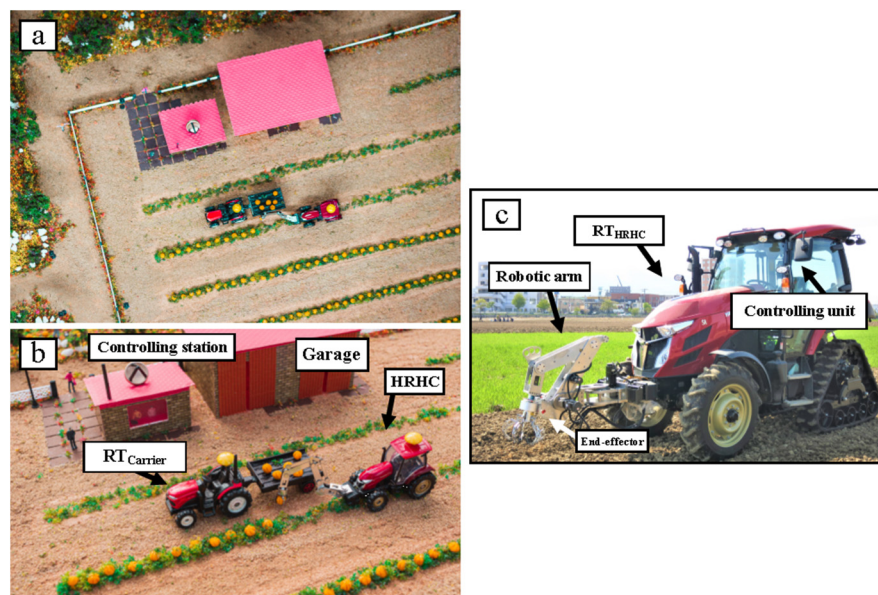 a
b
Controlling station
Garage
HRHC
RTCarrier
c
RTHRHC
Robotic arm
Controlling unit
End-effector